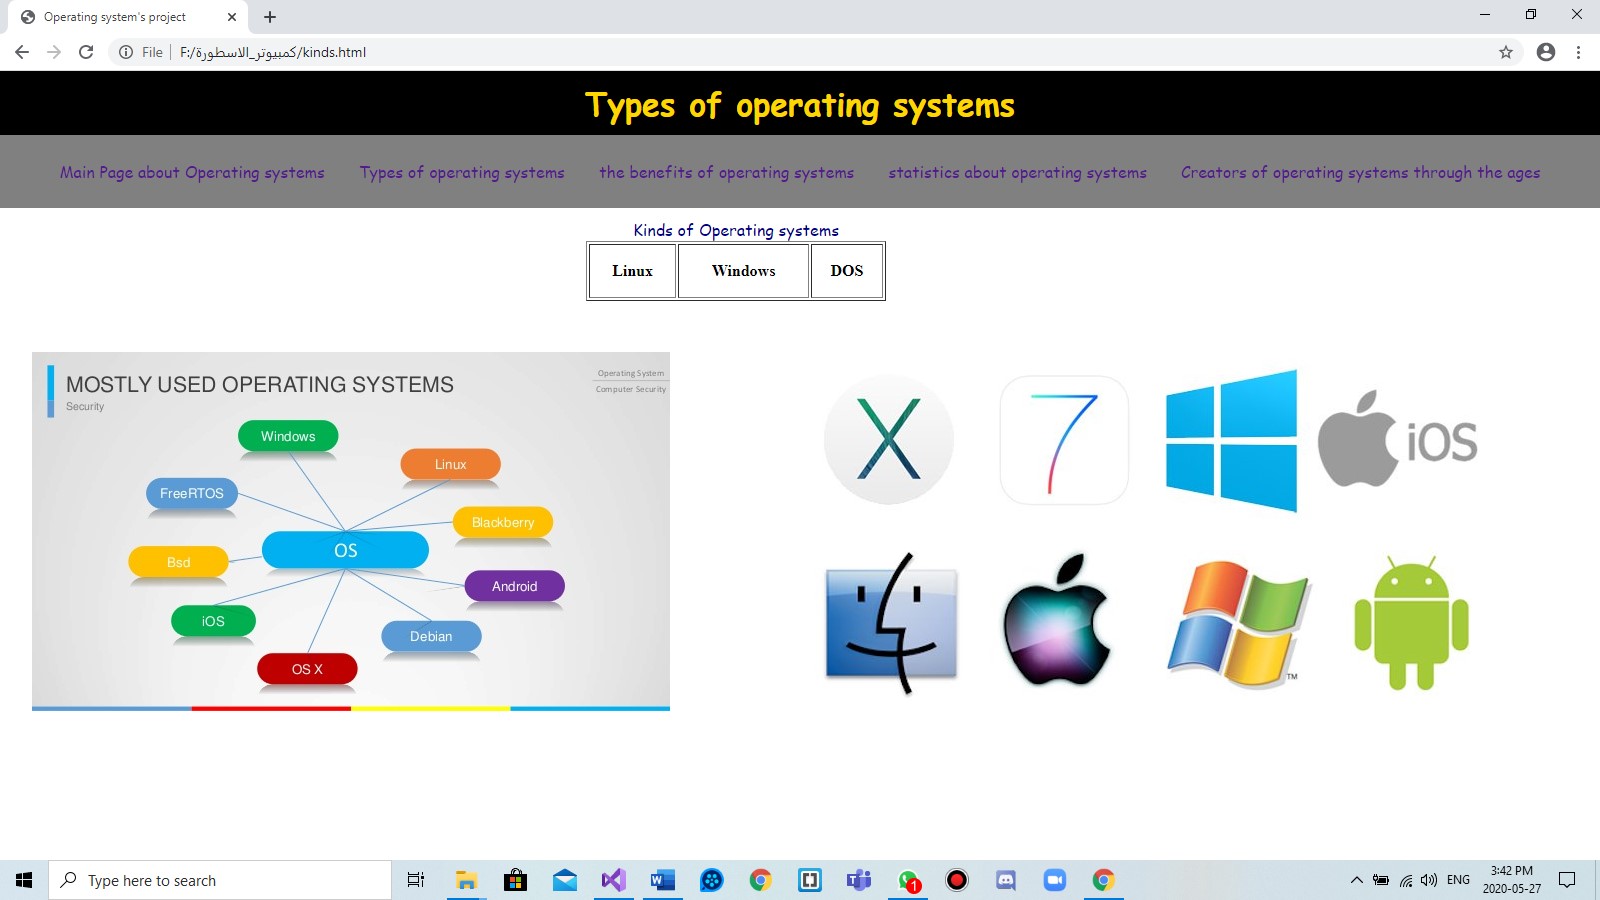 Operating system's project
File F:/كمبيوتر_الاسطورة/kinds.html
Types of operating systems
Main Page about Operating systems Types of operating systems the benefits of operating systems statistics about operating systems Creators of operating systems through the ages
Kinds of Operating systems
Linux Windows DOS
MOSTLY USED OPERATING SYSTEMS
Security
Operating System
Computer Security
Windows
Linux
FreeRTOS
Blackberry
OS
Bsd
Android
iOS
Debian
OS X
X
7
iOS
TM
Type here to search
1
ENG
3:42 PM
2020-05-27